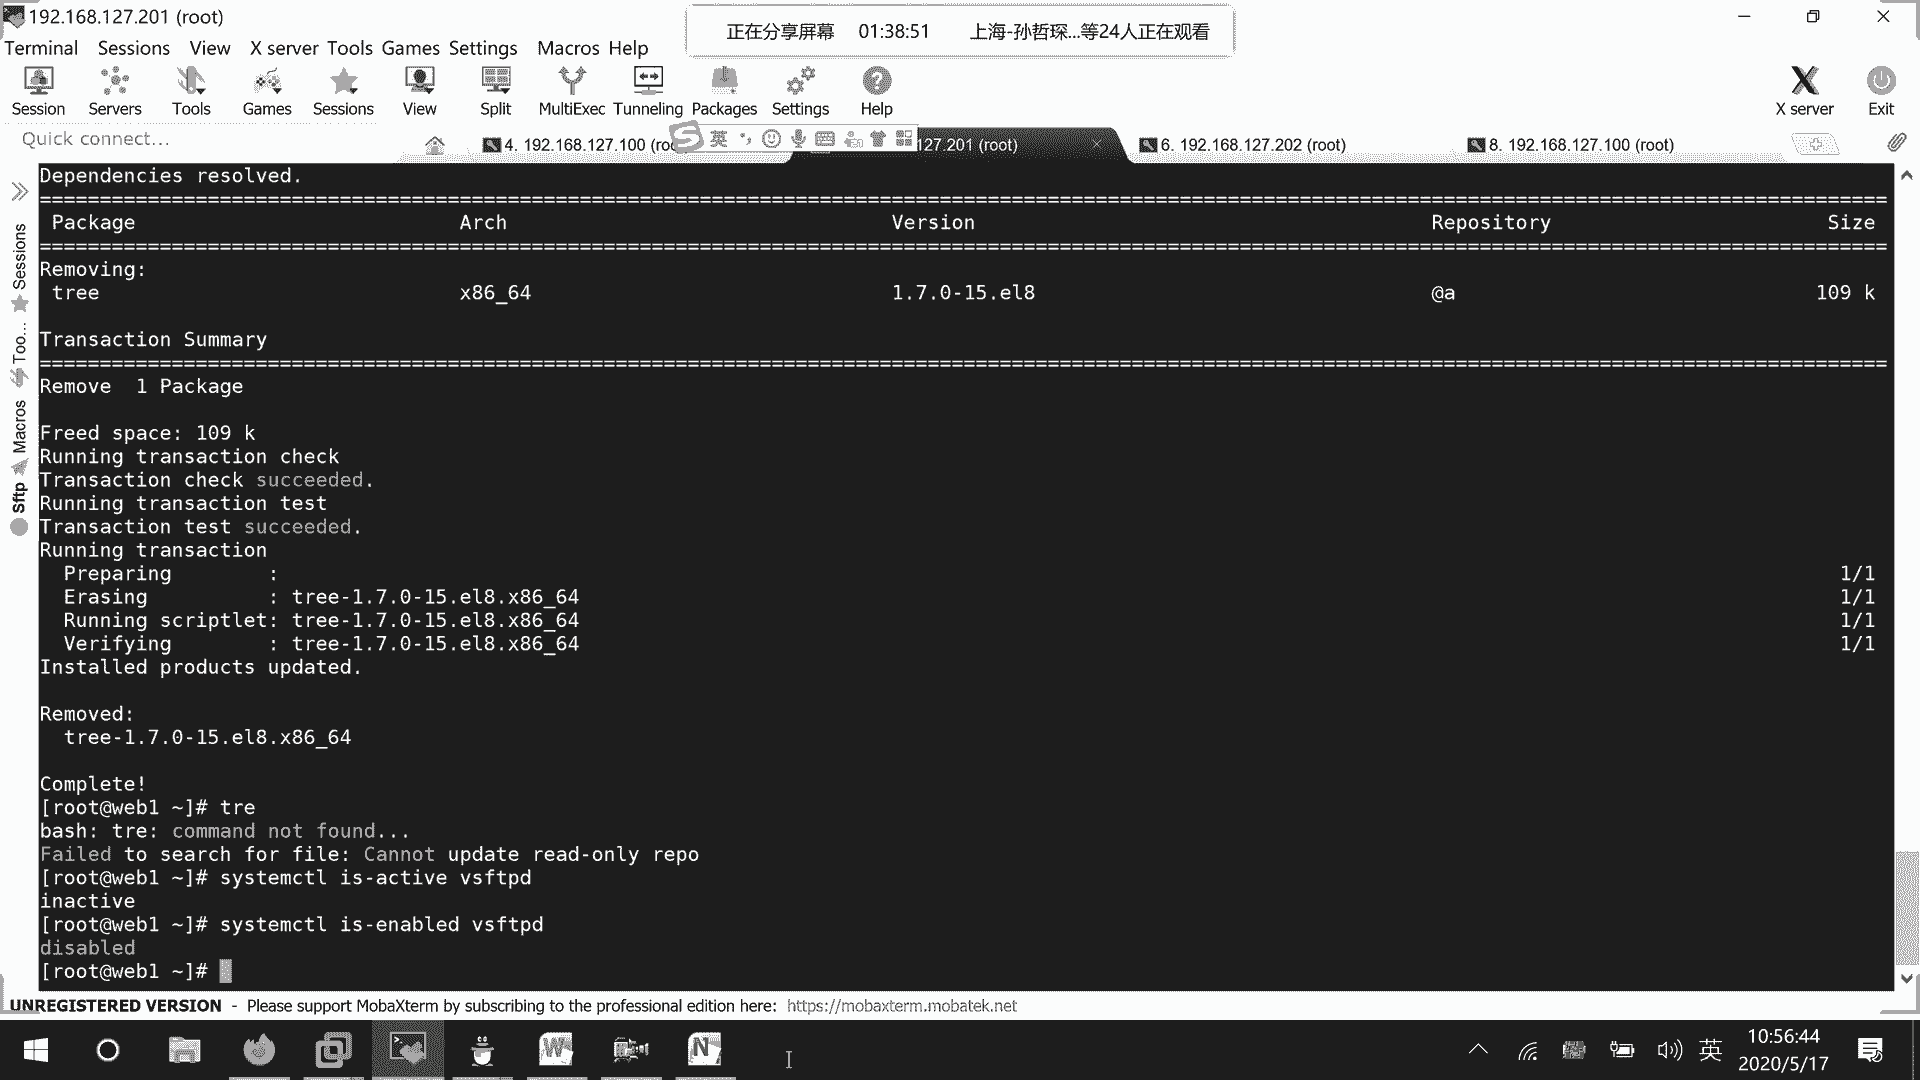 192.168.127.201 (root)
正在分享屏幕 01:38:51 上海-孙哲琛...等24人正在观看
Terminal Sessions View X server Tools Games Settings Macros Help
Session Servers Tools Games Sessions View Split MultiExec Tunneling Packages Settings Help X server Exit
Quick connect...
4. 192.168.127.100 (roo
英
127.201 (root)
6. 192.168.127.202 (root)
8. 192.168.127.100 (root)
Sessions
Too...
Macros
Sftp
Dependencies resolved.
Package Arch Version Repository Size
Removing:
tree x86_64 1.7.0-15.el8 @a 109 k
Transaction Summary
Remove 1 Package
Freed space: 109 k
Running transaction check
Transaction check succeeded.
Running transaction test
Transaction test succeeded.
Running transaction
Preparing : 1/1
Erasing : tree-1.7.0-15.el8.x86_64 1/1
Running scriptlet: tree-1.7.0-15.el8.x86_64 1/1
Verifying : tree-1.7.0-15.el8.x86_64 1/1
Installed products updated.
Removed:
tree-1.7.0-15.el8.x86_64
Complete!
[root@web1 ~]# tre
bash: tre: command not found...
Failed to search for file: Cannot update read-only repo
[root@web1 ~]# systemctl is-active vsftpd
inactive
[root@web1 ~]# systemctl is-enabled vsftpd
disabled
[root@web1 ~]#
UNREGISTERED VERSION - Please support MobaXterm by subscribing to the professional edition here: https://mobaxterm.mobatek.net
英
10:56:44
2020/5/17